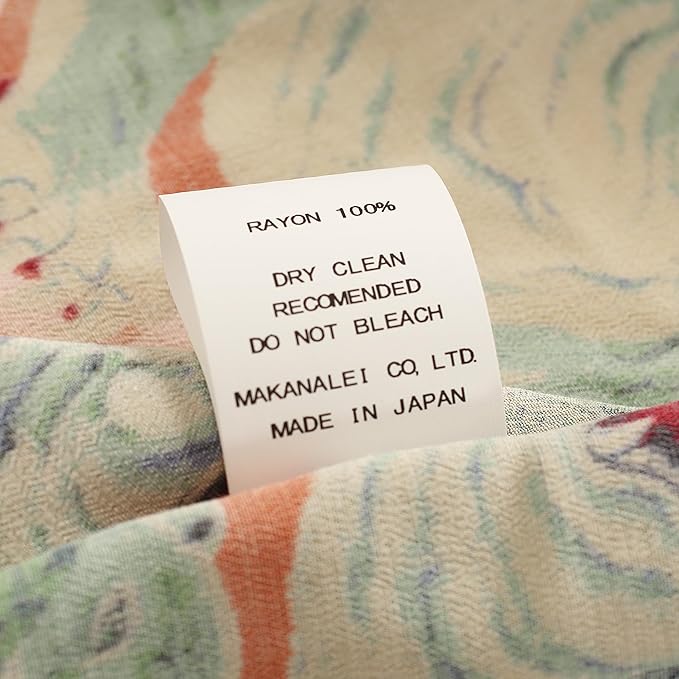 RAYON 100%
DRY CLEAN
RECOMENDED
DO NOT BLEACH
MAKANALEI CO, LTD.
MADE IN JAPAN